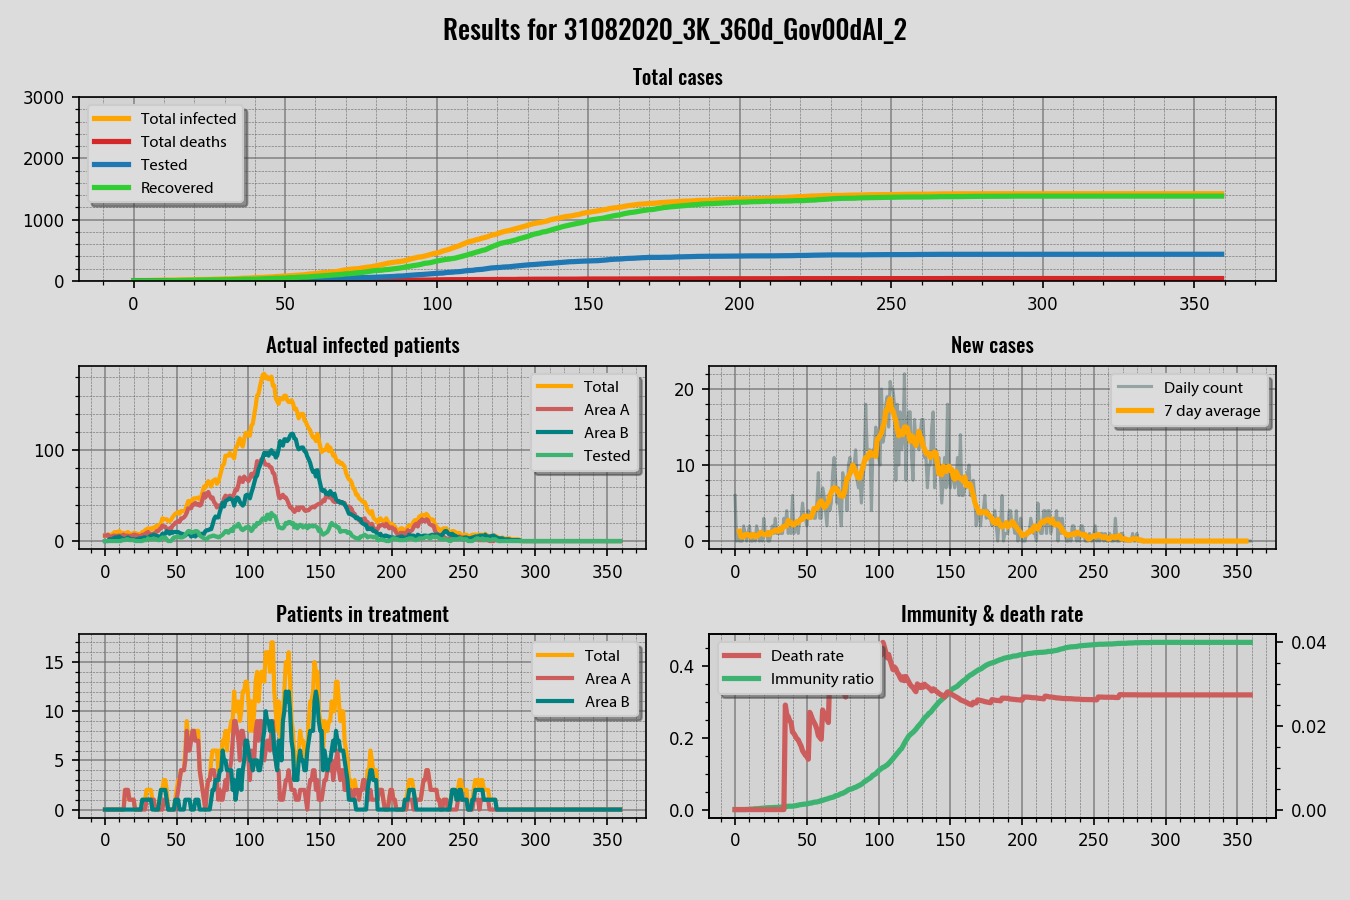 Results for 31082020_3K_360d_Gov00dAI_2
Total cases
3000
2000
1000
0
Total infected
Total deaths
Tested
Recovered
0 50 100 150 200 250 300 350
Actual infected patients
100
0
Total
Area A
Area B
Tested
0 50 100 150 200 250 300 350
New cases
20
10
0
Daily count
7 day average
0 50 100 150 200 250 300 350
Patients in treatment
15
10
5
0
Total
Area A
Area B
0 50 100 150 200 250 300 350
Immunity & death rate
0.4
0.2
0.0
Death rate
Immunity ratio
0.04
0.02
0.00
0 50 100 150 200 250 300 350